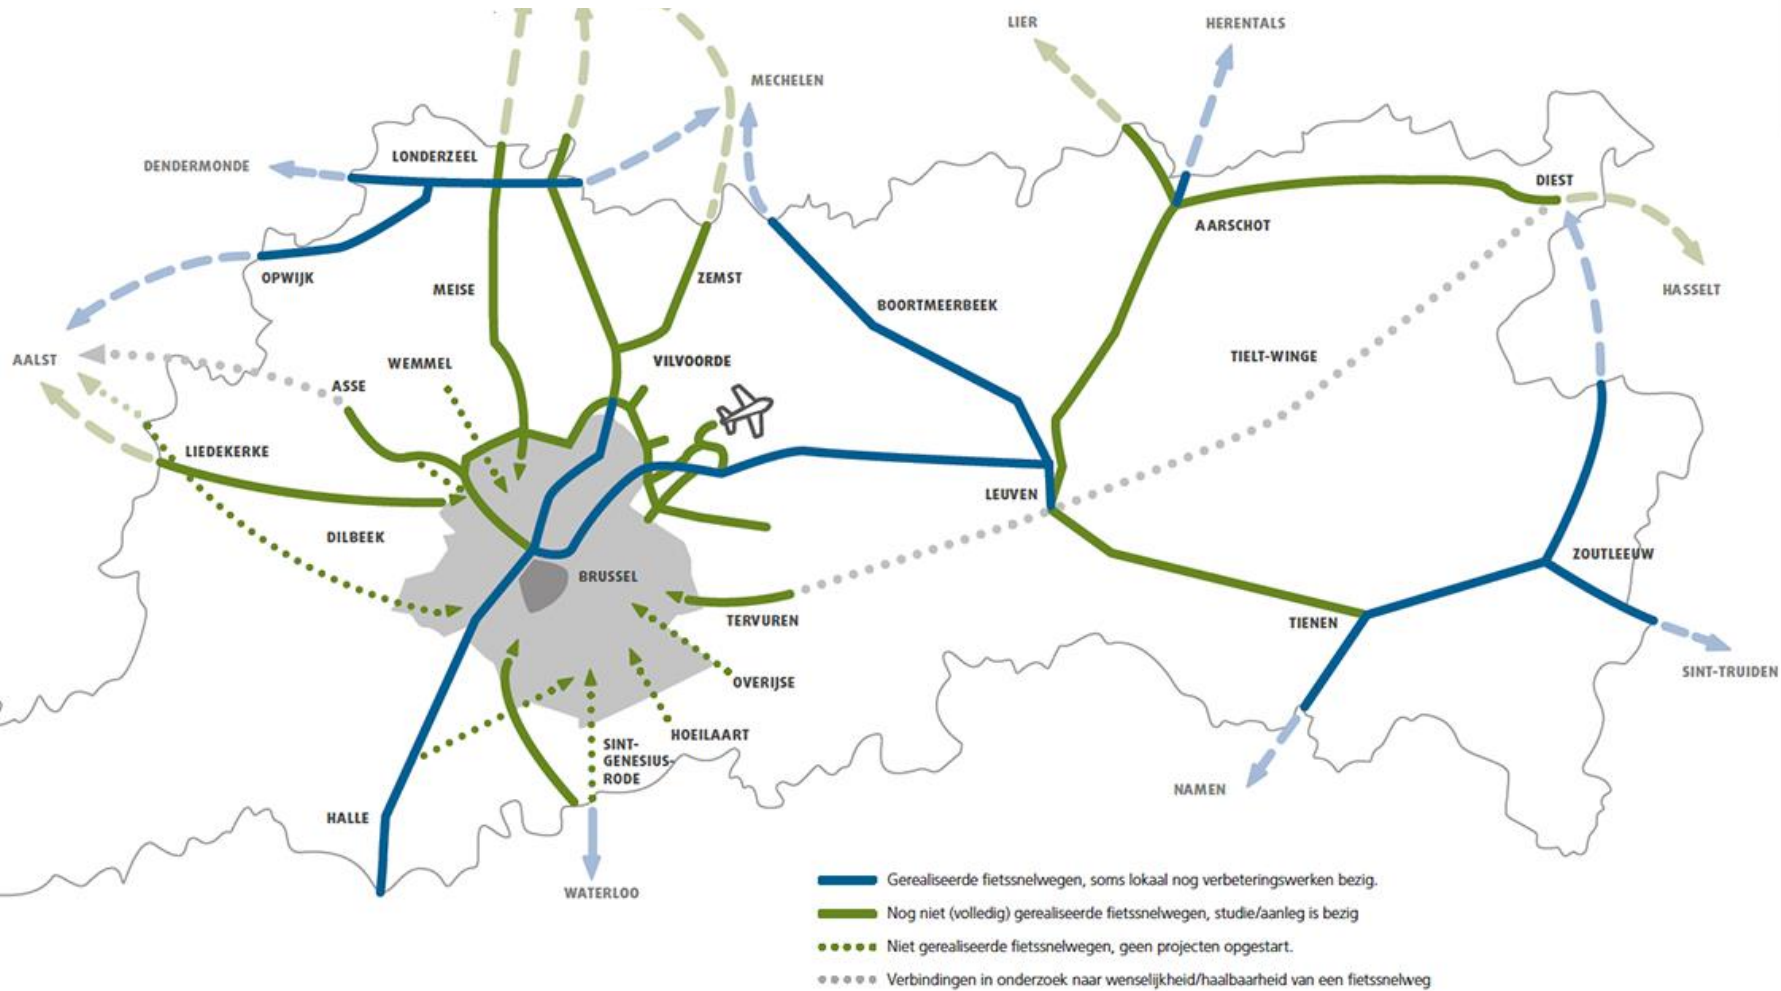 LIER
HERENTALS
MECHELEN
DENDERMONDE
LONDERZEEL
DIEST
AARSCHOT
OPWIJK
MEISE
ZEMST
HASSELT
BOORTMEERBEEK
AALST
WEMMEL
VILVOORDE
TIELT-WINGE
ASSE
LIEDEKERKE
LEUVEN
DILBEEK
ZOUTLEEUW
BRUSSEL
TERVUREN
TIENEN
SINT-TRUIDEN
OVERIJSE
HOEILAART
SINT-
GENESIUS-
RODE
NAMEN
HALLE
WATERLOO
Gerealiseerde fietssnelwegen, soms lokaal nog verbeteringswerken bezig.
Nog niet (volledig) gerealiseerde fietssnelwegen, studie/aanleg is bezig
Niet gerealiseerde fietssnelwegen, geen projecten opgestart.
Verbindingen in onderzoek naar wenselijkheid/haalbaarheid van een fietssnelweg